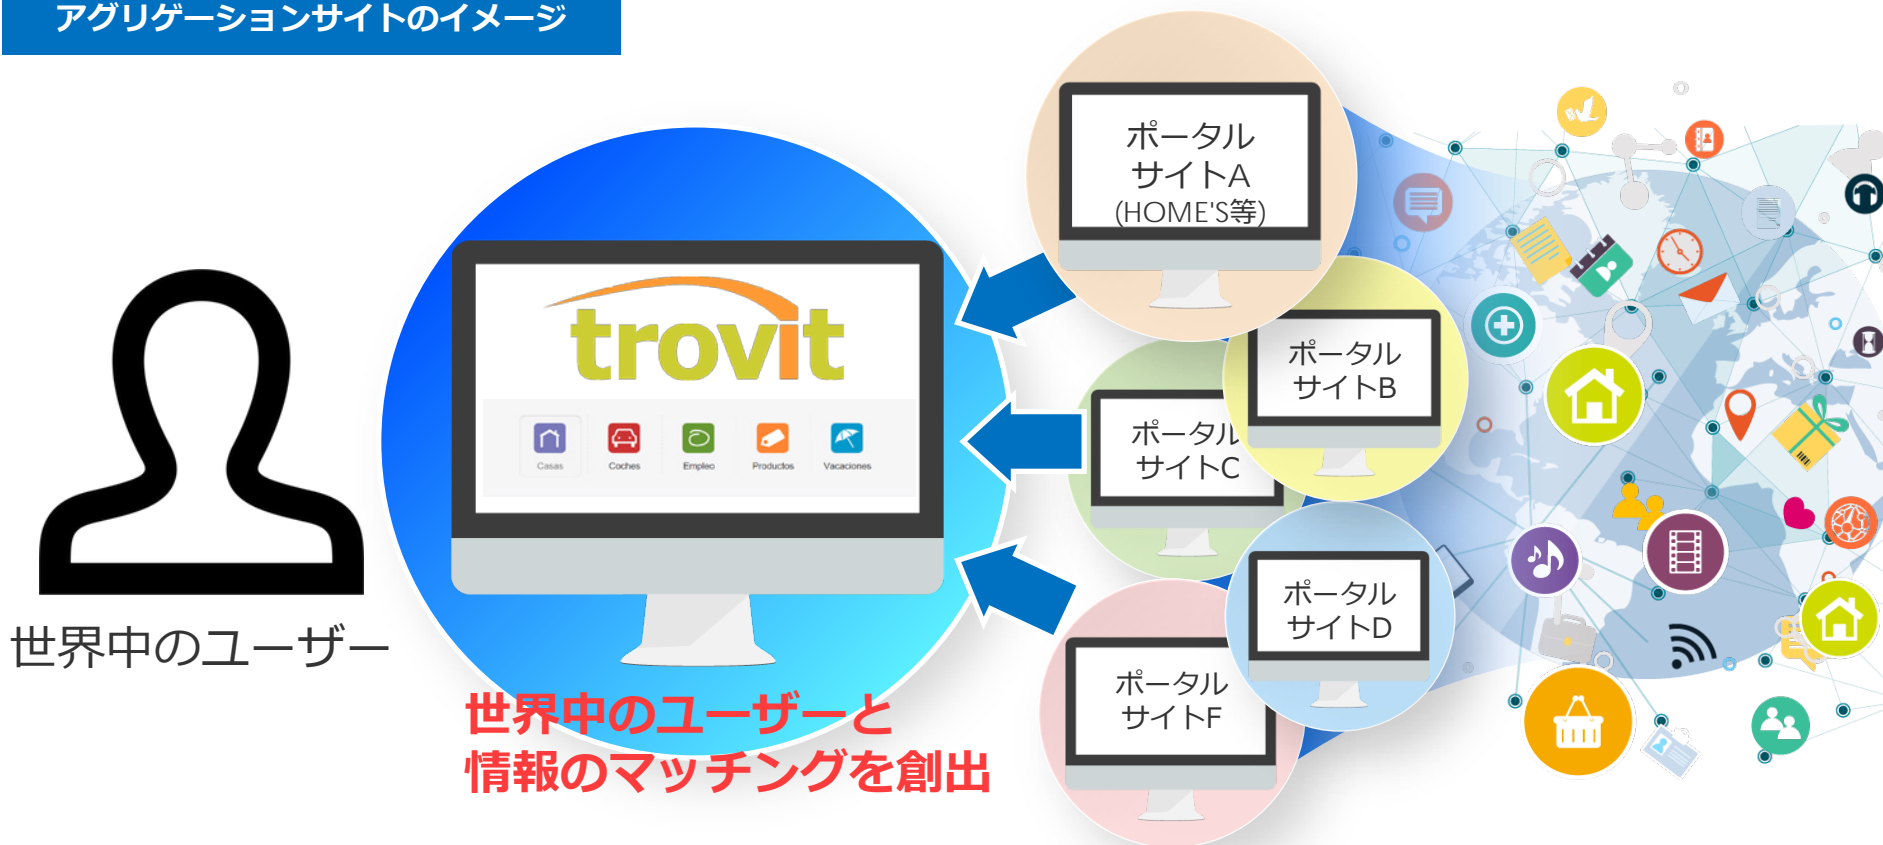 アグリゲーションサイトのイメージ
世界中のユーザー
trovit
Casas
Coches
Empleo
Productos
Vacaciones
世界中のユーザーと
情報のマッチングを創出
ポータル
サイトA
(HOME'S等)
ポータル
サイトB
ポータル
サイトC
ポータル
サイトD
ポータル
サイトF